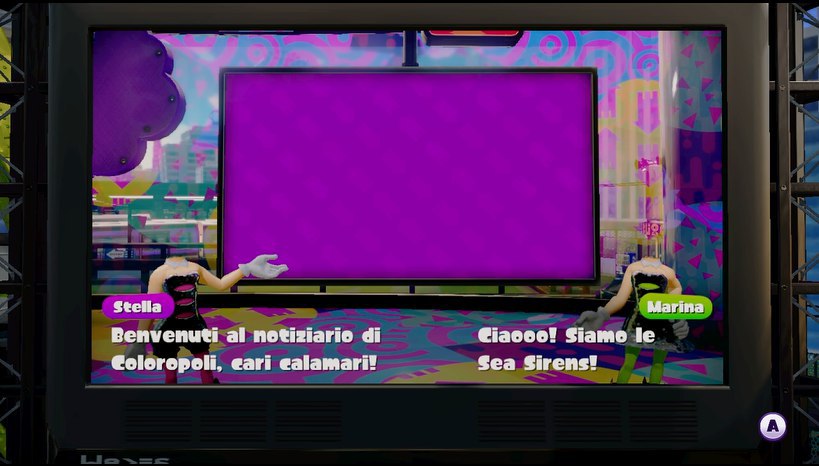 Stella
Benvenuti al notiziario di
Coloropoli, cari calamari!
Marina
Ciaooo! Siamo le
Sea Sirens!
A